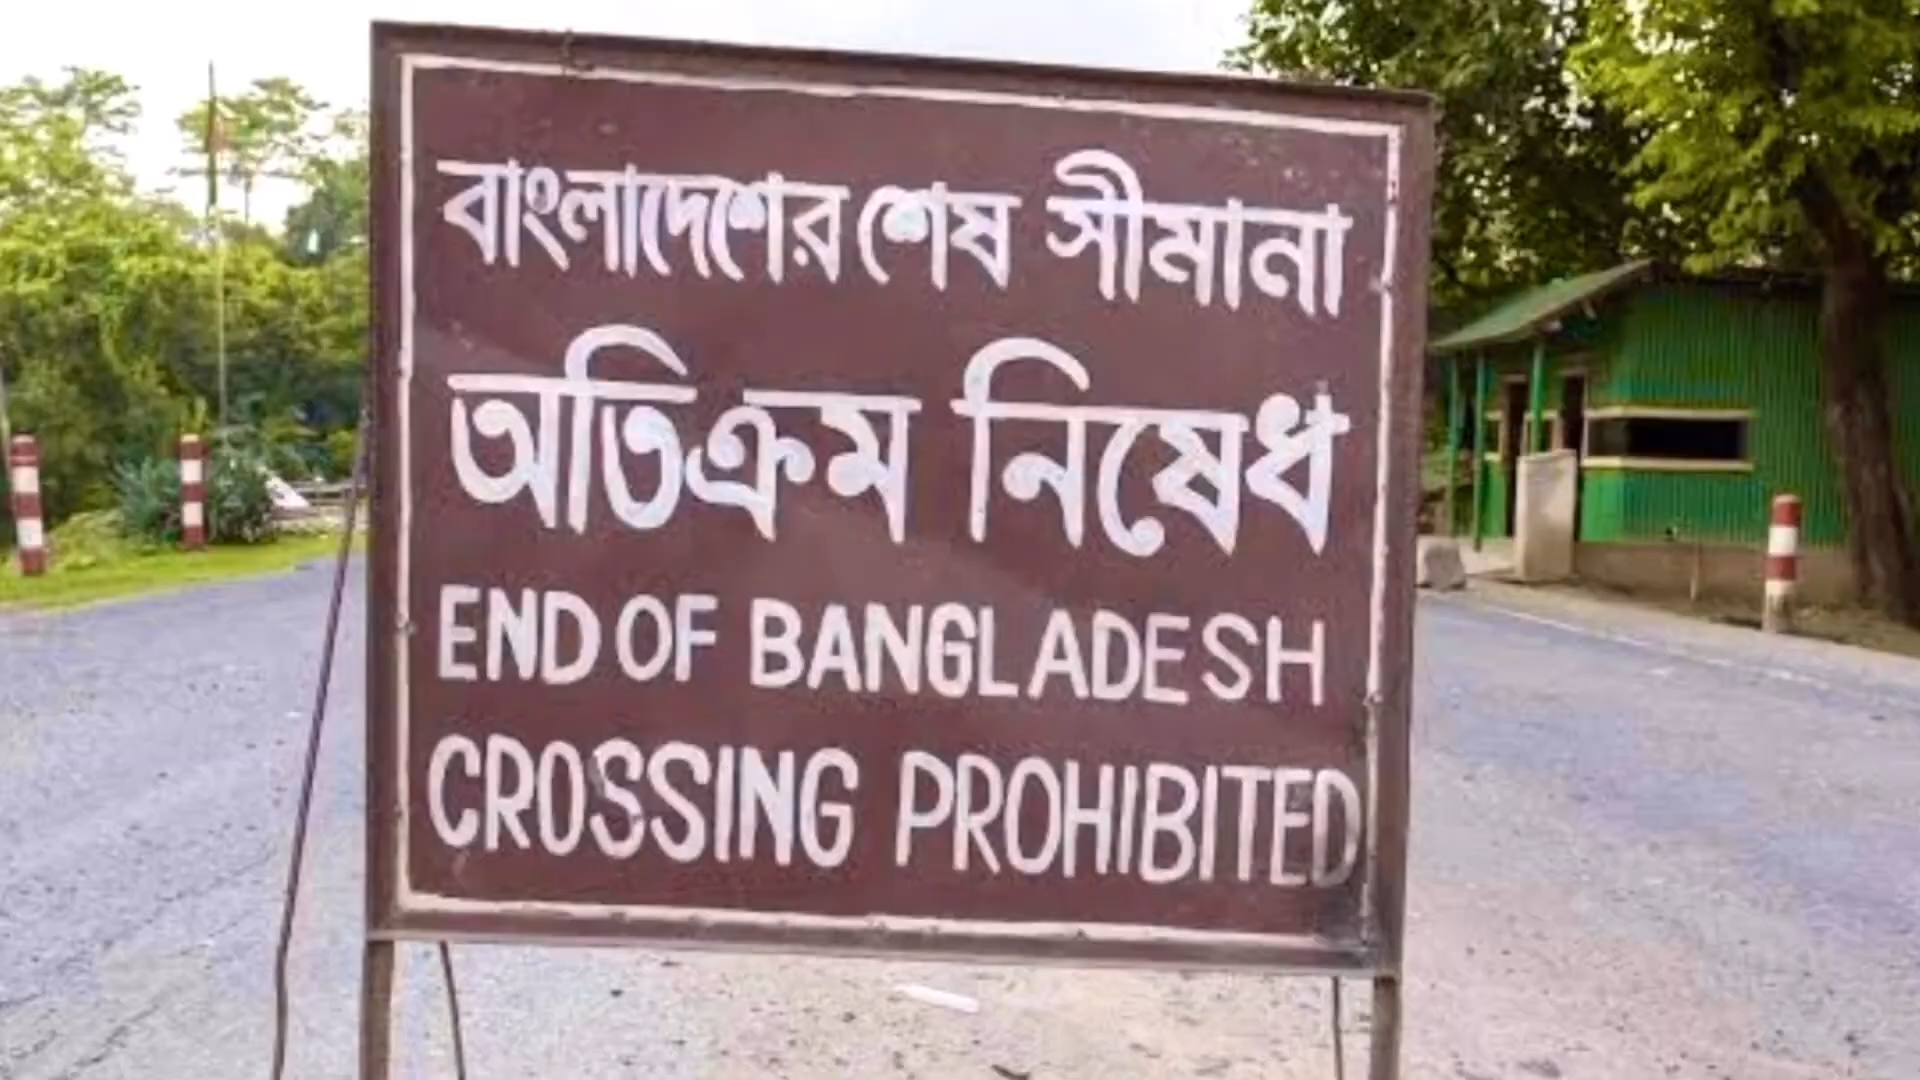 বাংলাদেশের শেষ সীমানা
অতিক্রম নিষেধ
END OF BANGLADESH
CROSSING PROHIBITED